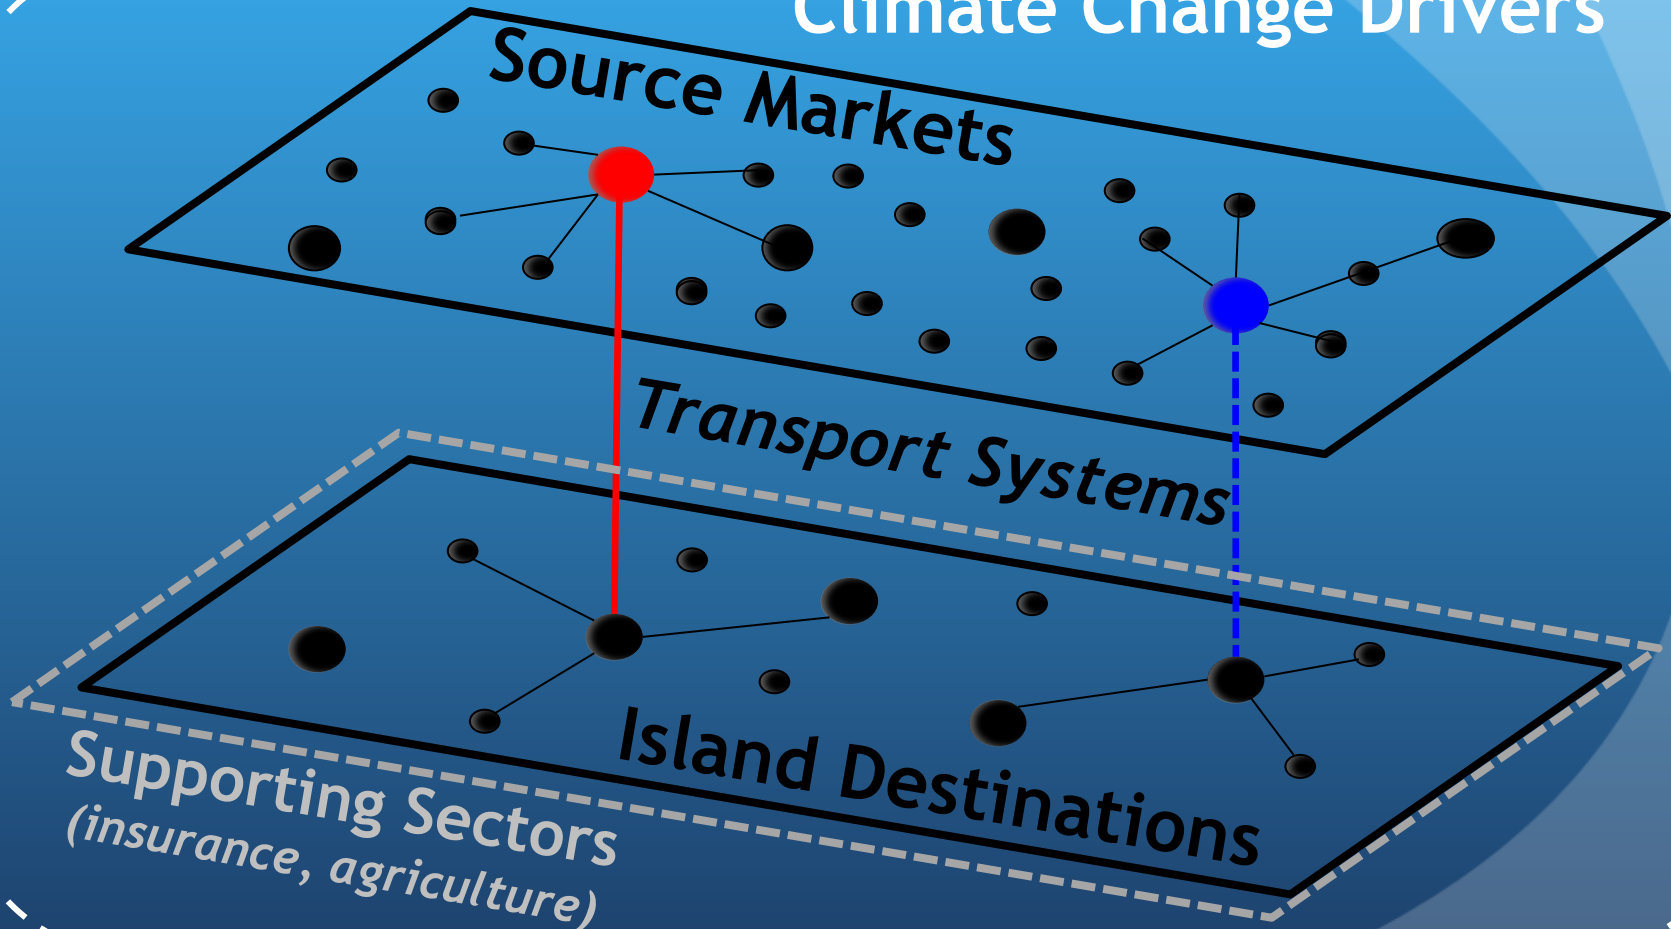 Climate Change Drivers
Source Markets
Transport Systems
Island Destinations
Supporting Sectors
(insurance, agriculture)